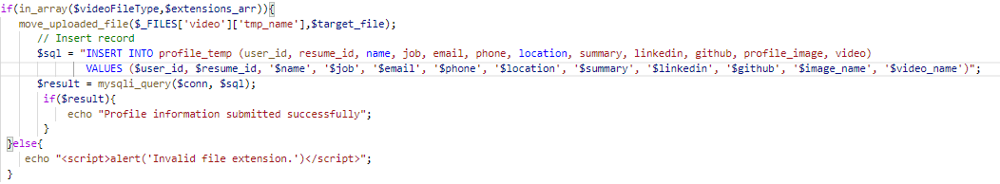 if(in_array($videoFileType,$extensions_arr)){
move_uploaded_file($_FILES['video']['tmp_name'],$target_file);
// Insert record
$sql = "INSERT INTO profile_temp (user_id, resume_id, name, job, email, phone, location, summary, linkedin, github, profile_image, video)
VALUES ($user_id, $resume_id, '$name', '$job', '$email', '$phone', '$location', '$summary', '$linkedin', '$github', '$image_name', '$video_name')";
$result = mysqli_query($conn, $sql);
if($result){
echo "Profile information submitted successfully";
}
}else{
echo "<script>alert('Invalid file extension.')</script>";
}